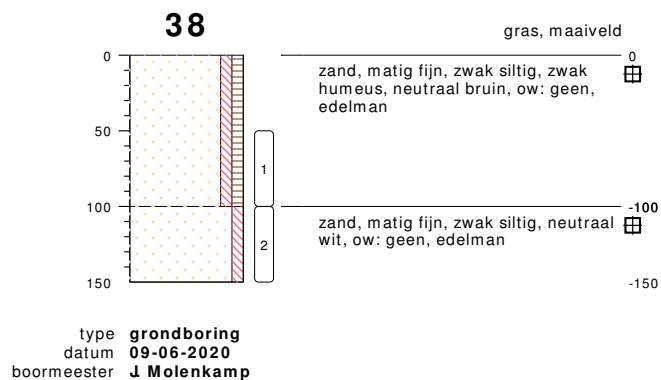 38
gras, maaiveld
0
0
zand, matig fijn, zwak siltig, zwak
humeus, neutraal bruin, ow: geen,
edelman
50
1
100
-100
zand, matig fijn, zwak siltig, neutraal
wit, ow: geen, edelman
2
150
-150
type grondboring
datum 09-06-2020
boormeester J. Molenkamp